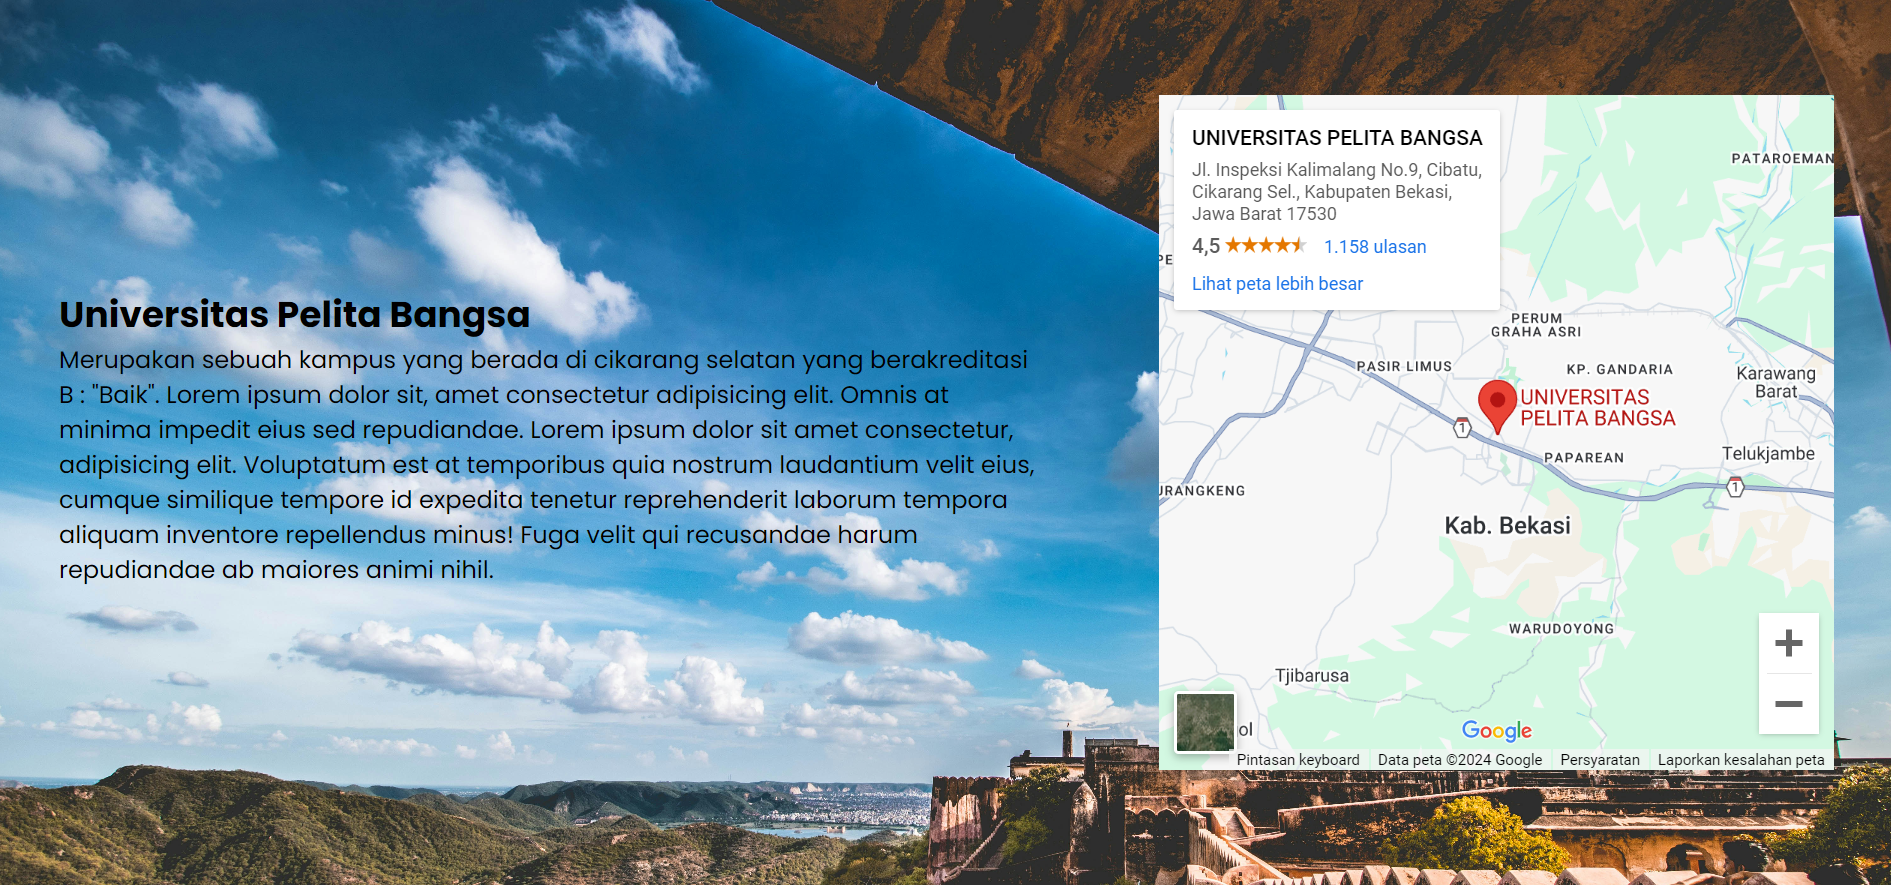 Universitas Pelita Bangsa
Merupakan sebuah kampus yang berada di cikarang selatan yang berakreditasi
B : "Baik". Lorem ipsum dolor sit, amet consectetur adipisicing elit. Omnis at
minima impedit eius sed repudiandae. Lorem ipsum dolor sit amet consectetur,
adipisicing elit. Voluptatum est at temporibus quia nostrum laudantium velit eius,
cumque similique tempore id expedita tenetur reprehenderit laborum tempora
aliquam inventore repellendus minus! Fuga velit qui recusandae harum
repudiandae ab maiores animi nihil.
UNIVERSITAS PELITA BANGSA
Jl. Inspeksi Kalimalang No.9, Cibatu,
Cikarang Sel., Kabupaten Bekasi,
Jawa Barat 17530
4,5 1.158 ulasan
Lihat peta lebih besar
PATAROEMAN
PE
PERUM
GRAHA ASRI
PASIR LIMUS
KP. GANDARIA
Karawang
Barat
UNIVERSITAS
PELITA BANGSA
1
PAPAREAN
Telukjambe
1
URANGKENG
Kab. Bekasi
WARUDOYONG
Tjibarusa
ol
Google
Pintasan keyboard
Data peta ©2024 Google
Persyaratan
Laporkan kesalahan peta